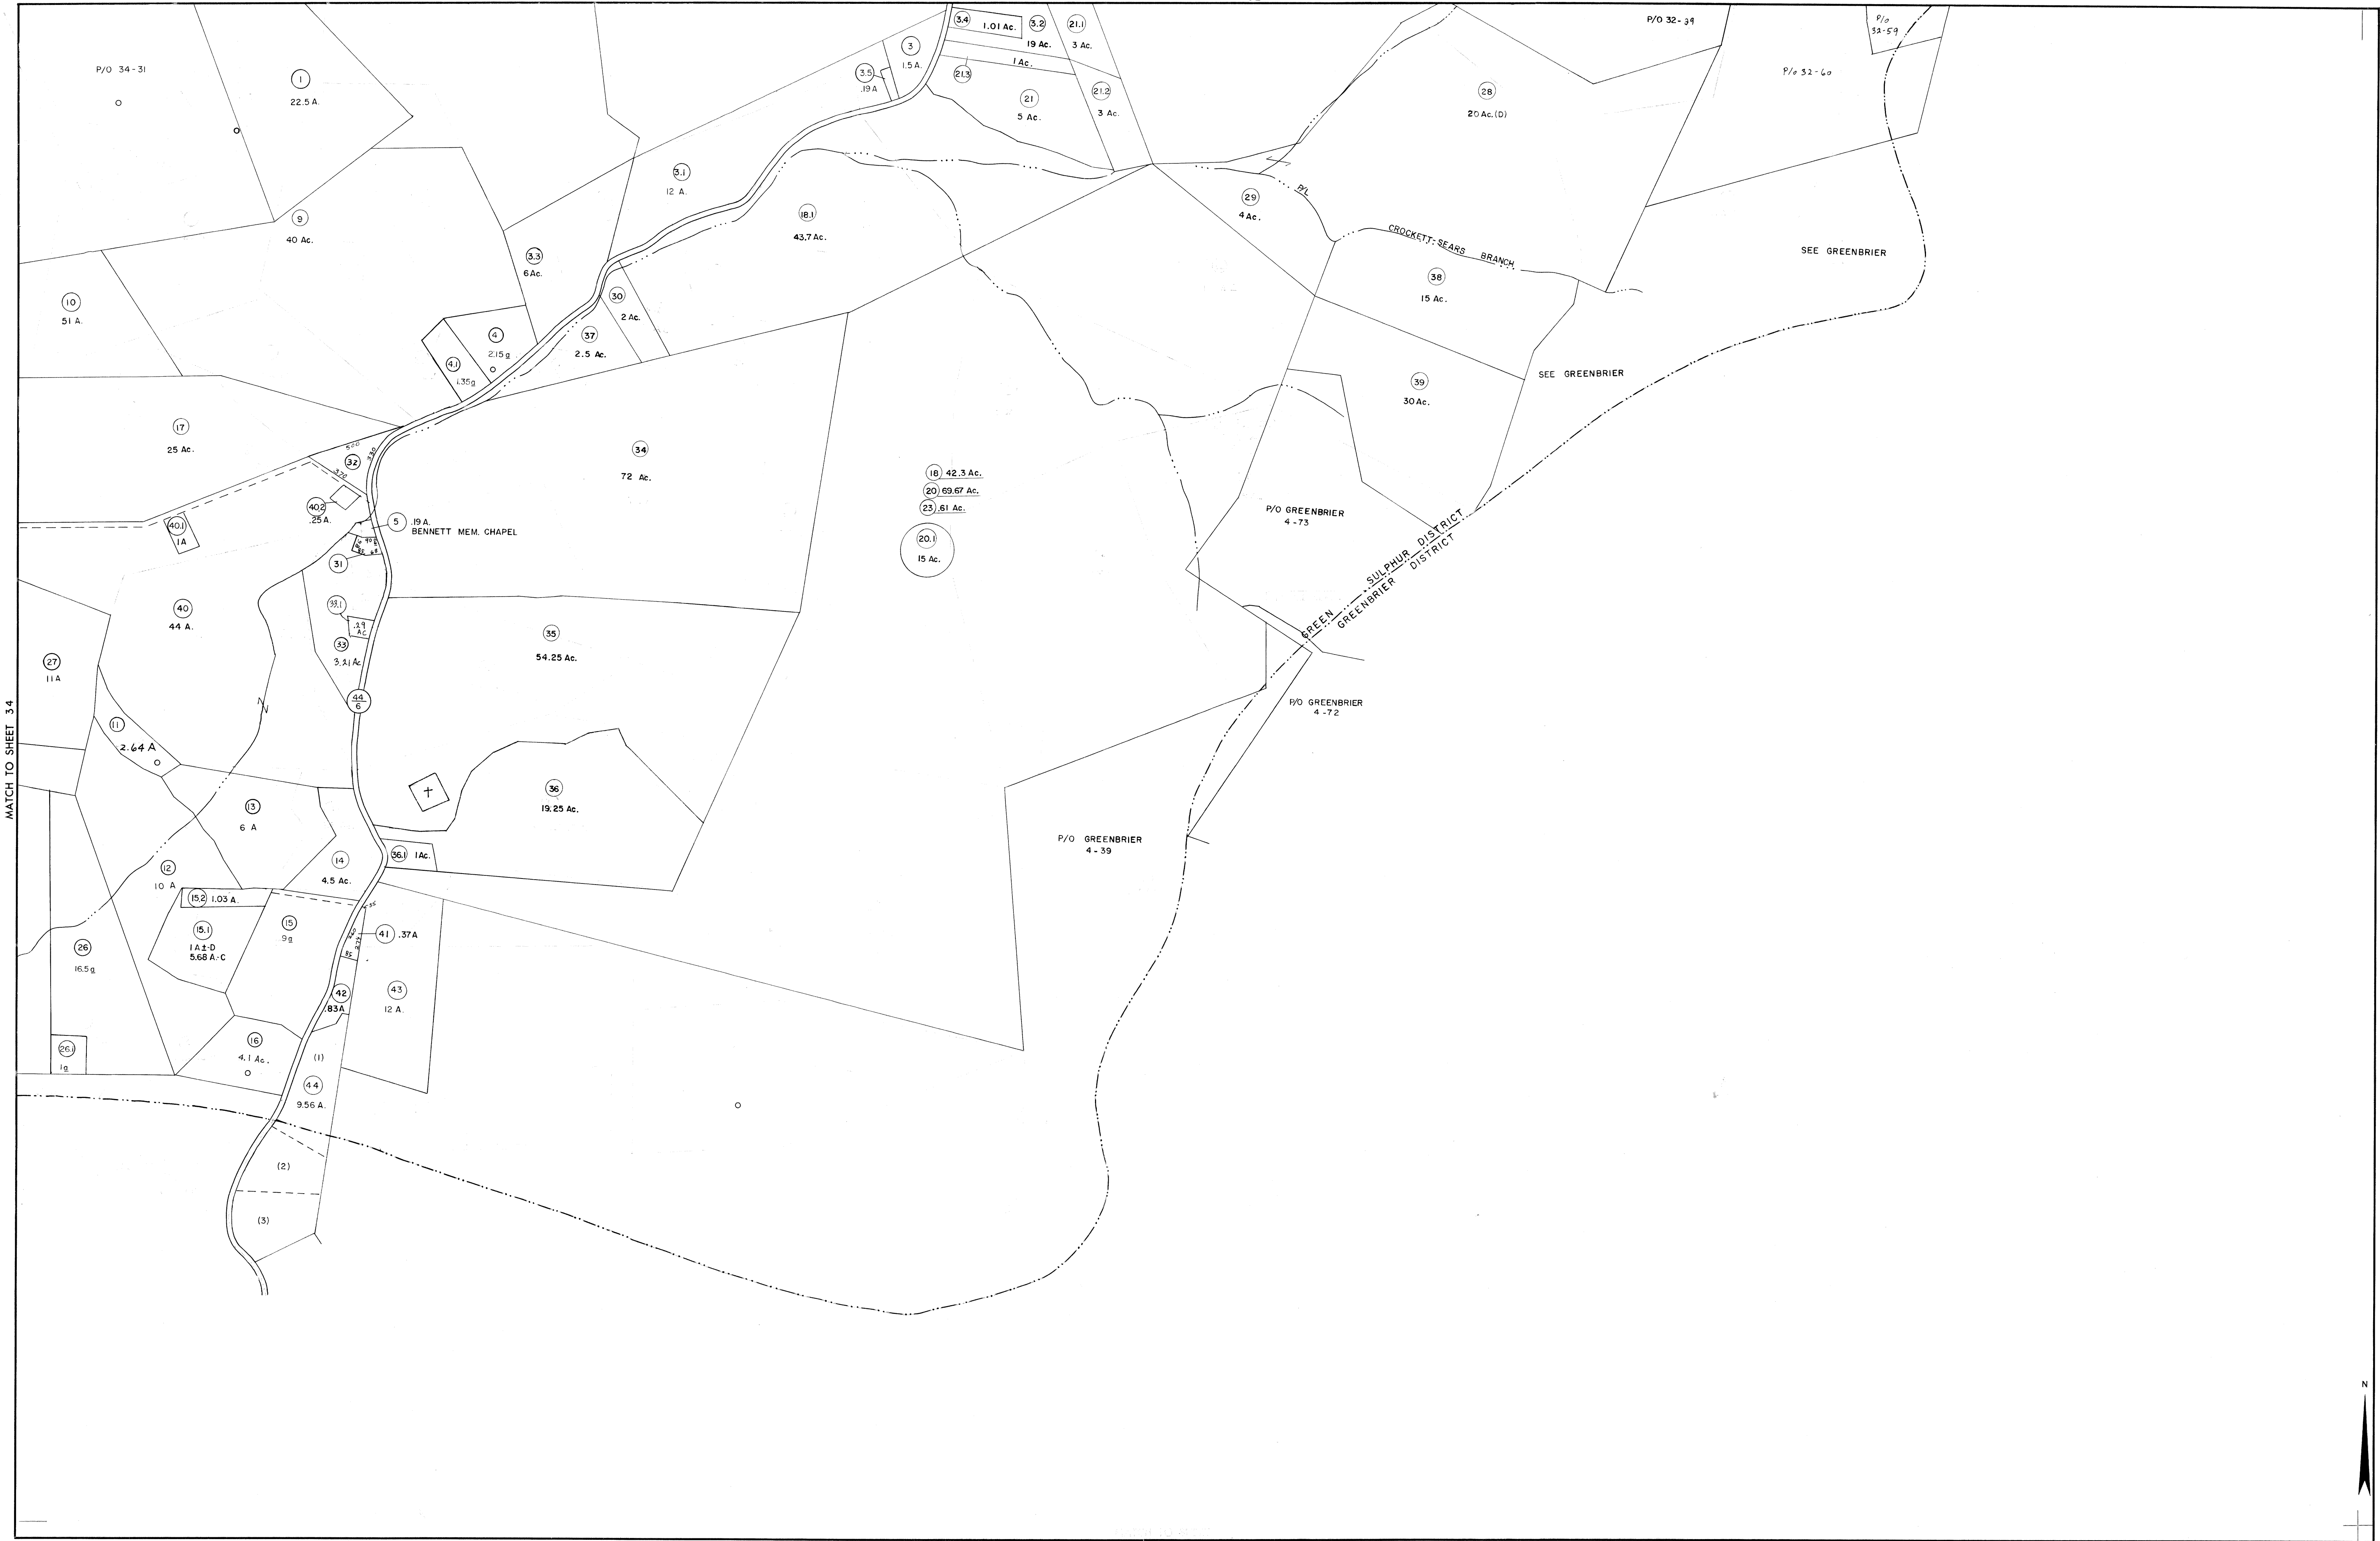 3.4
1.01 Ac.
3.2
19 Ac.
21.1
3 Ac.
P/O 32-39
P/o
32-59
P/O 34-31
1
22.5 A.
3
1.5 A.
3.5
.19 A
1 Ac.
21.3
21
5 Ac.
21.2
3 Ac.
28
20 Ac.(D)
P/o 32-60
3.1
12 A.
9
40 Ac.
18.1
43.7 Ac.
29
4 Ac.
P/L
CROCKETT-SEARS BRANCH
SEE GREENBRIER
3.3
6 Ac.
38
15 Ac.
10
51 A.
30
2 Ac.
4
2.15 g
37
2.5 Ac.
4.1
1.35 g
39
30 Ac.
SEE GREENBRIER
17
25 Ac.
500
330
32
370
34
72 Ac.
18 42.3 Ac.
20 69.67 Ac.
23 .61 Ac.
20.1
15 Ac.
40.2
.25 A.
40.1
1A
5 .19 A.
BENNETT MEM. CHAPEL
31
P/O GREENBRIER
4-73
GREEN SULPHUR DISTRICT
GREENBRIER DISTRICT
33.1
.29
AC
40
44 A.
33
3.21 Ac
35
54.25 Ac.
27
11 A
44
6
P/O GREENBRIER
4-72
MATCH TO SHEET 34
11
2.64 A
36
19.25 Ac.
13
6 A
P/O GREENBRIER
4-39
36.1 1 Ac.
14
4.5 Ac.
12
10 A
15.2 1.03 A.
15.1
1 A±-D
5.68 A.-C
15
9 g
41 .37 A
26
16.5 g
42
.83 A
43
12 A.
16
4.1 Ac.
26.1
1 g
(1)
44
9.56 A.
(2)
(3)
N